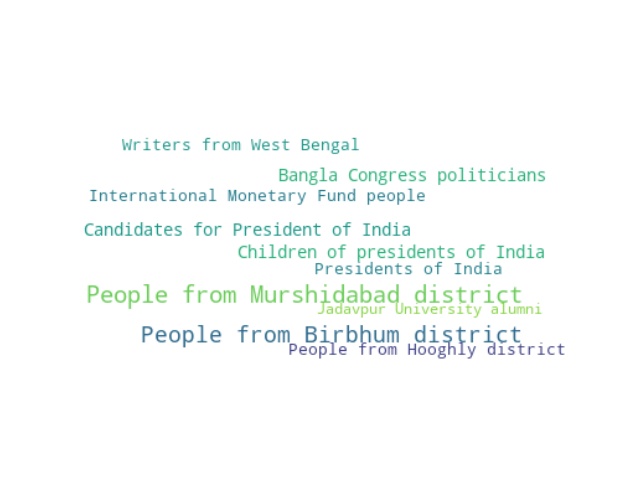 Writers from West Bengal
Bangla Congress politicians
International Monetary Fund people
Candidates for President of India
Children of presidents of India
Presidents of India
People from Murshidabad district
Jadavpur University alumni
People from Birbhum district
People from Hooghly district